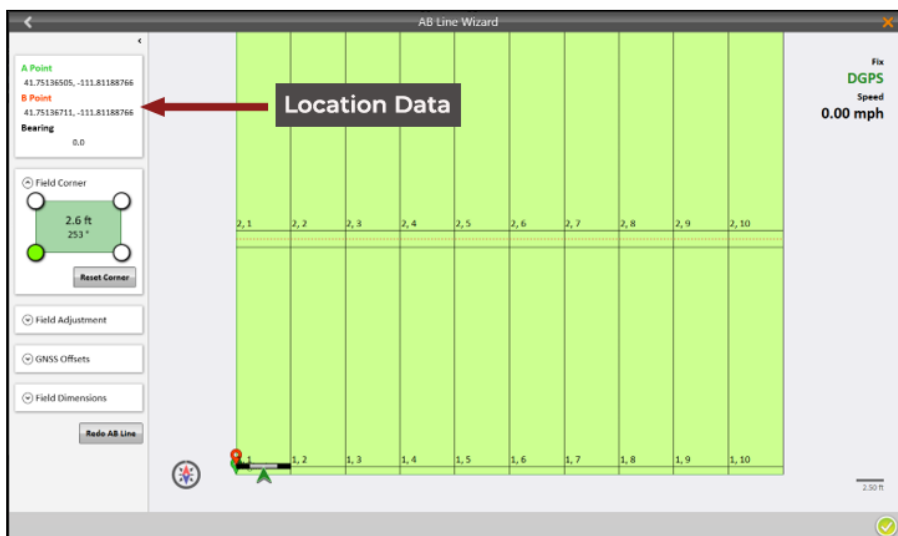 AB Line Wizard
A Point
41.75136505, -111.81188766
B Point
41.75136711, -111.81188766
Bearing
0.0
Location Data
Fix
DGPS
Speed
0.00 mph
Field Corner
2.6 ft
253 °
Reset Corner
Field Adjustment
GNSS Offsets
Field Dimensions
Redo AB Line
2, 1 2, 2 2, 3 2, 4 2, 5 2, 6 2, 7 2, 8 2, 9 2, 10
1, 2 1, 3 1, 4 1, 5 1, 6 1, 7 1, 8 1, 9 1, 10
2.50 ft